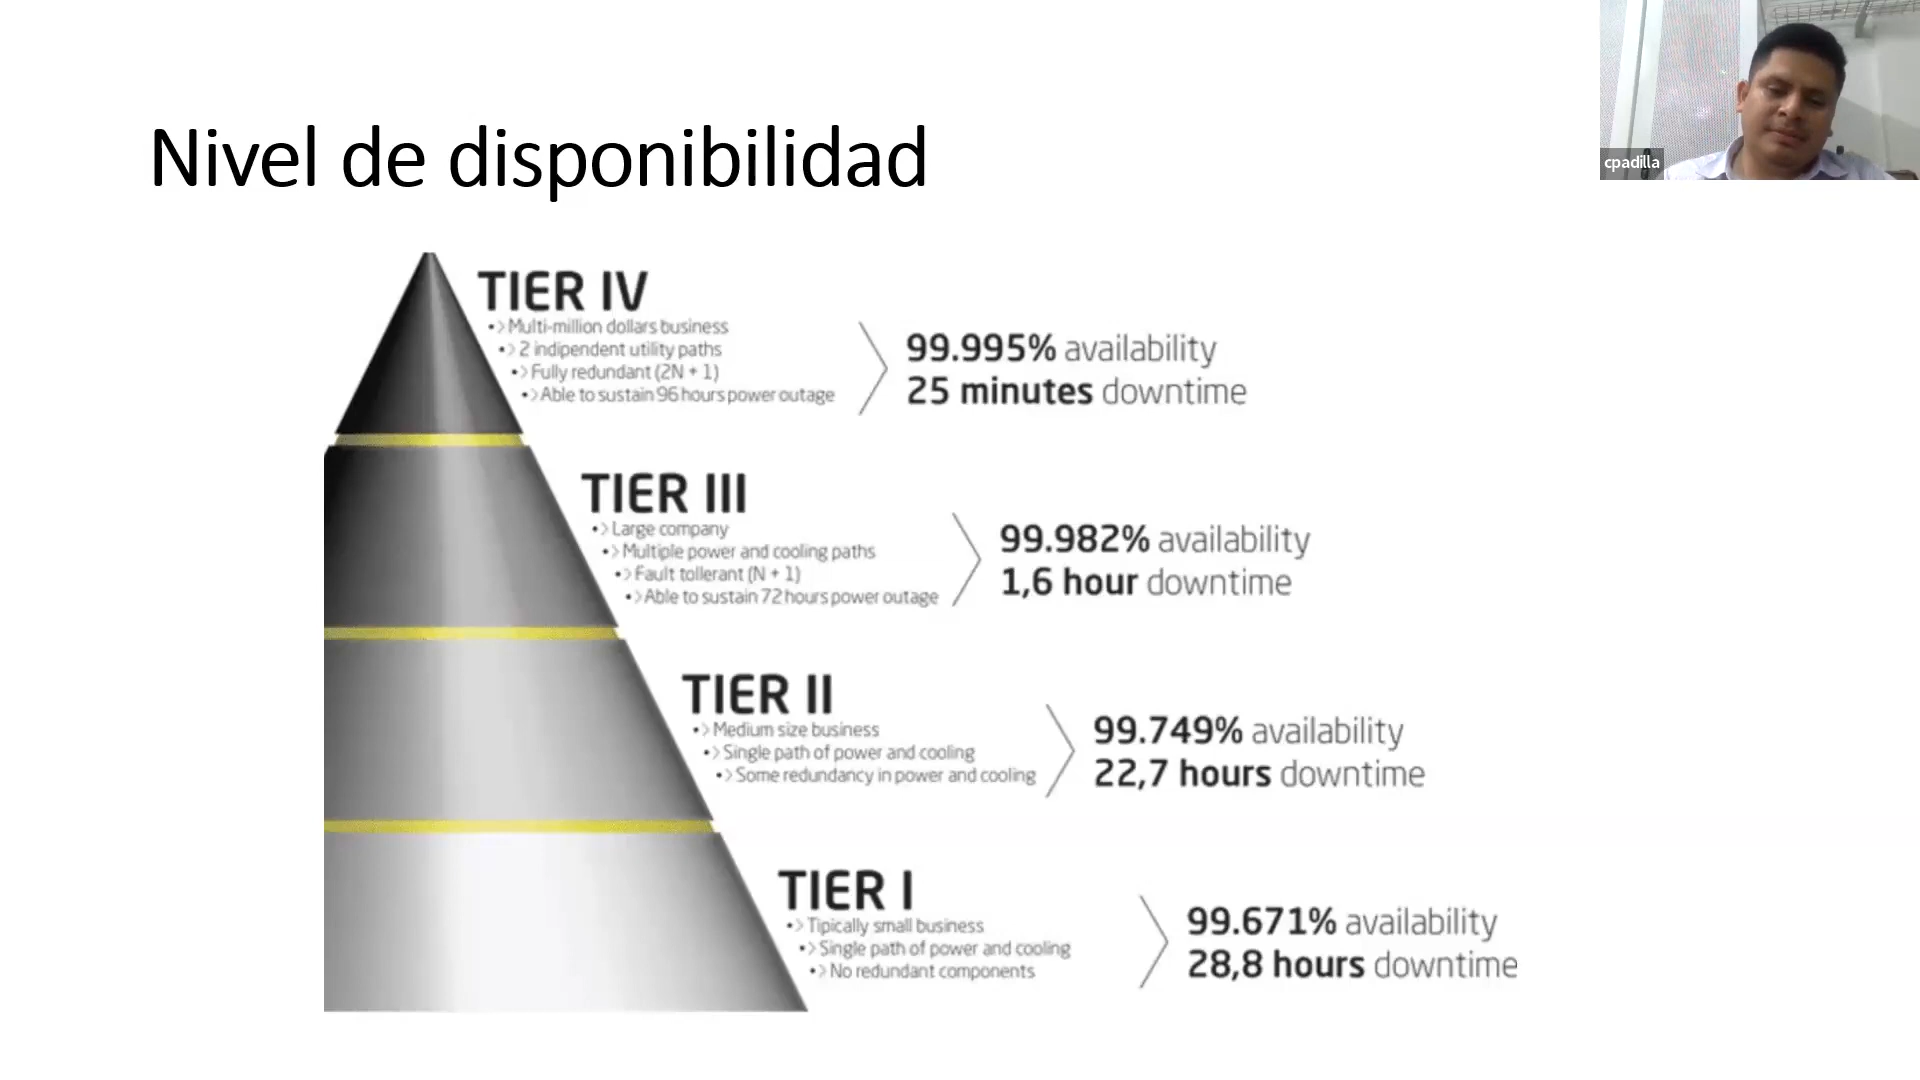 Nivel de disponibilidad
cpadilla
TIER IV
•> Multi-million dollars business
•> 2 indipendent utility paths
•> Fully redundant (2N + 1)
•> Able to sustain 96 hours power outage
99.995% availability
25 minutes downtime
TIER III
•> Large company
•> Multiple power and cooling paths
•> Fault tollerant (N + 1)
•> Able to sustain 72 hours power outage
99.982% availability
1,6 hour downtime
TIER II
•> Medium size business
•> Single path of power and cooling
•> Some redundancy in power and cooling
99.749% availability
22,7 hours downtime
TIER I
•> Tipically small business
•> Single path of power and cooling
•> No redundant components
99.671% availability
28,8 hours downtime